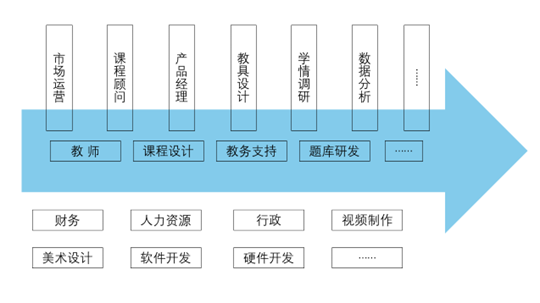 市场运营
课程顾问
产品经理
教具设计
学情调研
数据分析
……
教 师
课程设计
教务支持
题库研发
……
财务
人力资源
行政
视频制作
美术设计
软件开发
硬件开发
……